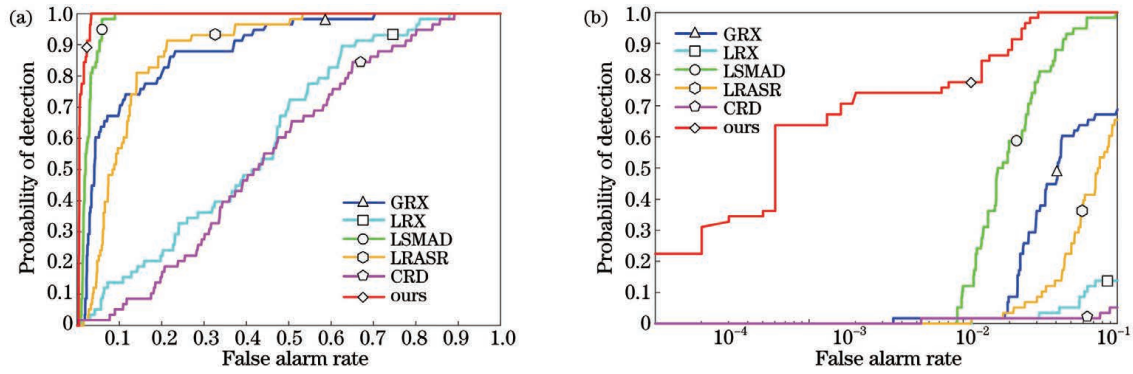 (a)
1.0
0.9
0.8
0.7
0.6
0.5
0.4
0.3
0.2
0.1
0
Probability of detection
GRX
LRX
LSMAD
LRASR
CRD
ours
0.1 0.2 0.3 0.4 0.5 0.6 0.7 0.8 0.9 1.0
False alarm rate
(b)
1.0
0.9
0.8
0.7
0.6
0.5
0.4
0.3
0.2
0.1
0
Probability of detection
GRX
LRX
LSMAD
LRASR
CRD
ours
10⁻⁴ 10⁻³ 10⁻² 10⁻¹
False alarm rate